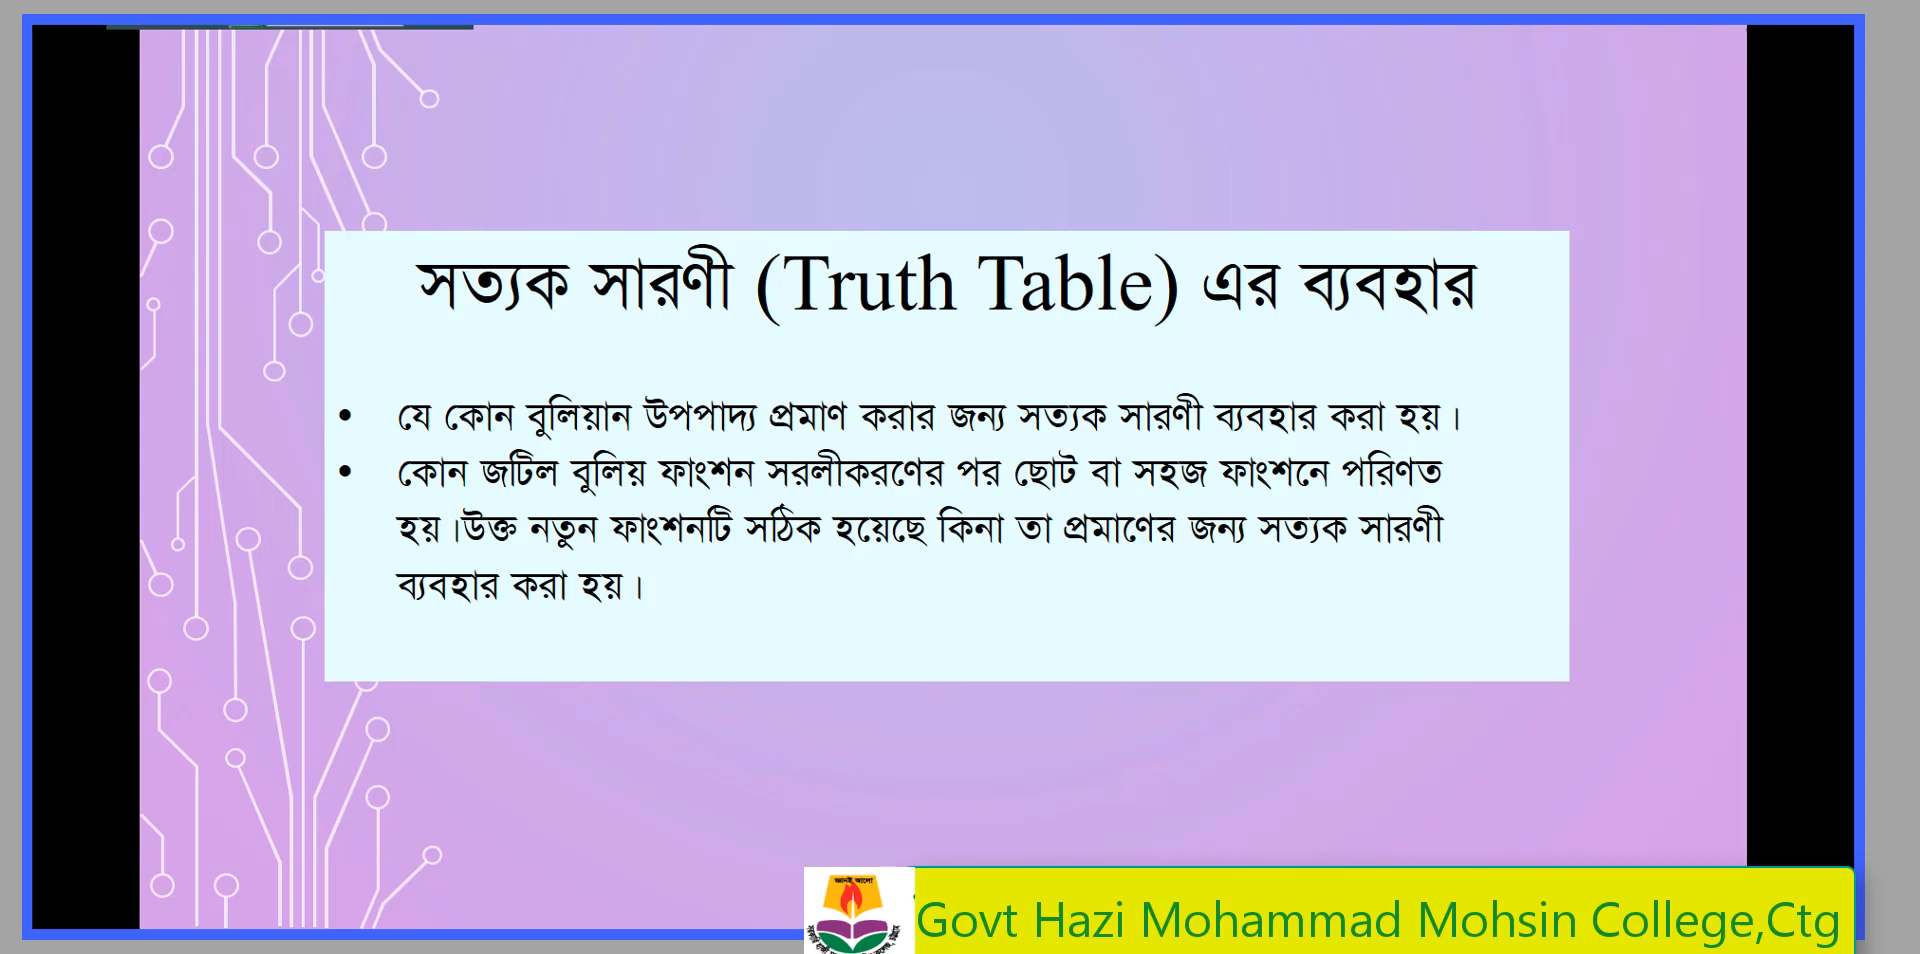 সত্যক সারণী (Truth Table) এর ব্যবহার
• যে কোন বুলিয়ান উপপাদ্য প্রমাণ করার জন্য সত্যক সারণী ব্যবহার করা হয়।
• কোন জটিল বুলিয় ফাংশন সরলীকরণের পর ছোট বা সহজ ফাংশনে পরিণত
হয়।উক্ত নতুন ফাংশনটি সঠিক হয়েছে কিনা তা প্রমাণের জন্য সত্যক সারণী
ব্যবহার করা হয়।
জ্ঞানই আলো
Govt Hazi Mohammad Mohsin College,Ctg